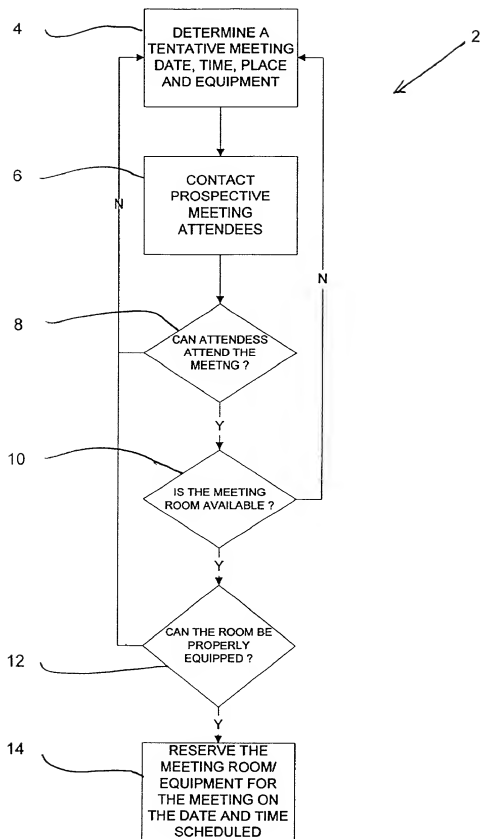 4
DETERMINE A
TENTATIVE MEETING
DATE, TIME, PLACE
AND EQUIPMENT
2
6
CONTACT
PROSPECTIVE
MEETING
ATTENDEES
N
N
8
CAN ATTENDESS
ATTEND THE
MEETNG ?
Y
10
IS THE MEETING
ROOM AVAILABLE ?
Y
CAN THE ROOM BE
PROPERLY
EQUIPPED ?
12
Y
14
RESERVE THE
MEETING ROOM/
EQUIPMENT FOR
THE MEETING ON
THE DATE AND TIME
SCHEDULED